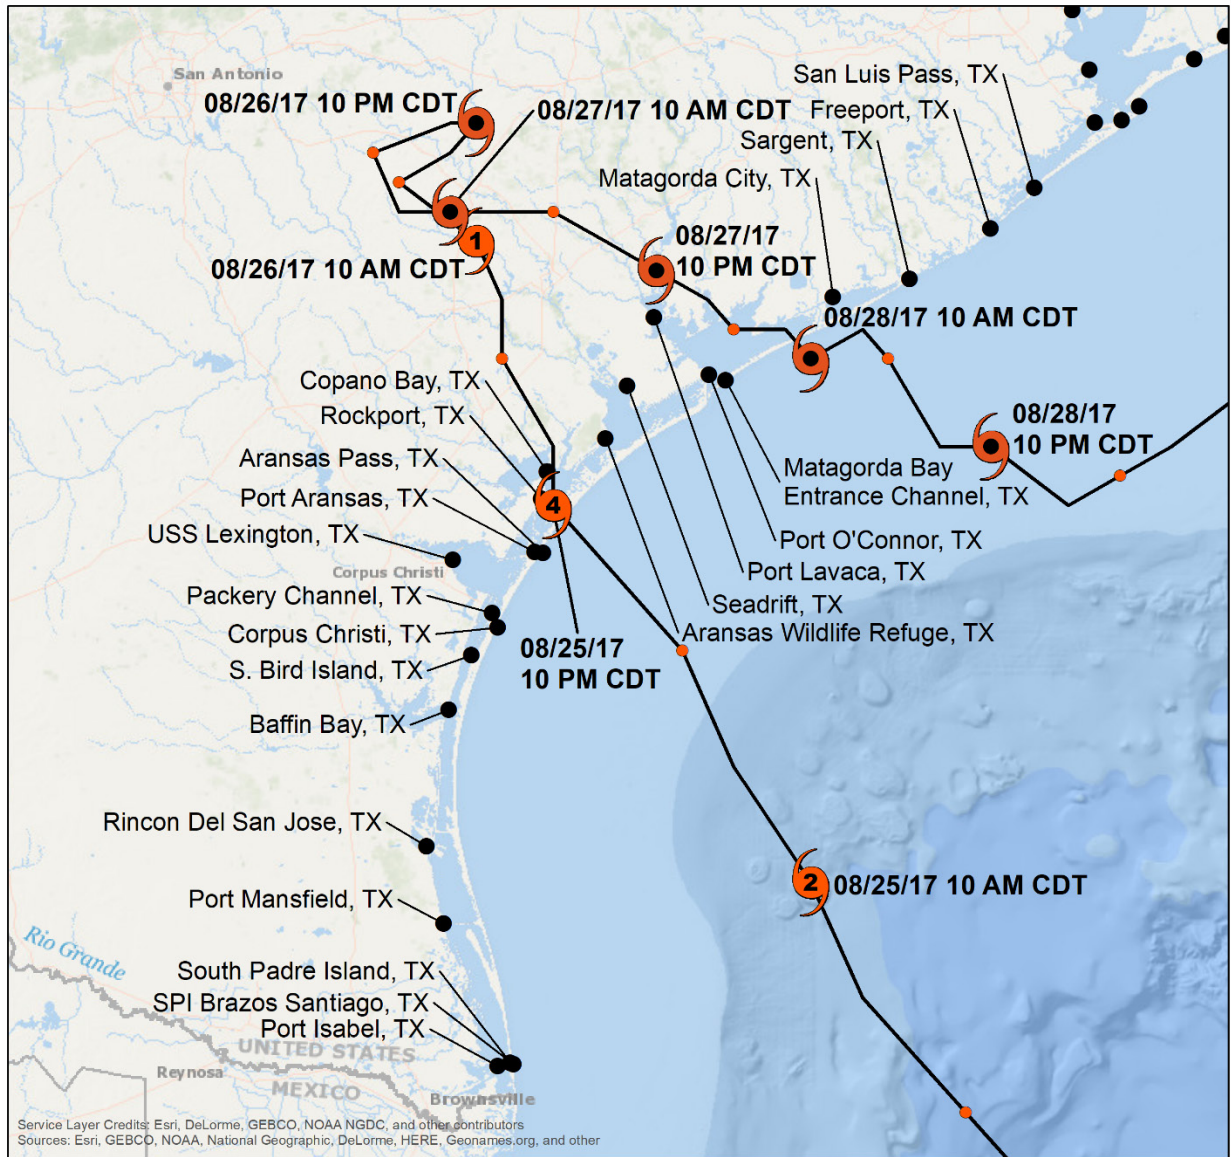 San Antonio
San Luis Pass, TX
08/26/17 10 PM CDT
08/27/17 10 AM CDT
Freeport, TX
Sargent, TX
Matagorda City, TX
1
08/26/17 10 AM CDT
08/27/17
10 PM CDT
08/28/17 10 AM CDT
Copano Bay, TX
Rockport, TX
Aransas Pass, TX
Port Aransas, TX
USS Lexington, TX
Corpus Christi
4
08/28/17
10 PM CDT
Matagorda Bay
Entrance Channel, TX
Port O'Connor, TX
Port Lavaca, TX
Seadrift, TX
Aransas Wildlife Refuge, TX
Packery Channel, TX
Corpus Christi, TX
S. Bird Island, TX
08/25/17
10 PM CDT
Baffin Bay, TX
Rincon Del San Jose, TX
2
08/25/17 10 AM CDT
Port Mansfield, TX
Rio Grande
South Padre Island, TX
SPI Brazos Santiago, TX
Port Isabel, TX
UNITED STATES
Reynosa
MEXICO
Brownsville
Service Layer Credits: Esri, DeLorme, GEBCO, NOAA NGDC, and other contributors
Sources: Esri, GEBCO, NOAA, National Geographic, DeLorme, HERE, Geonames.org, and other